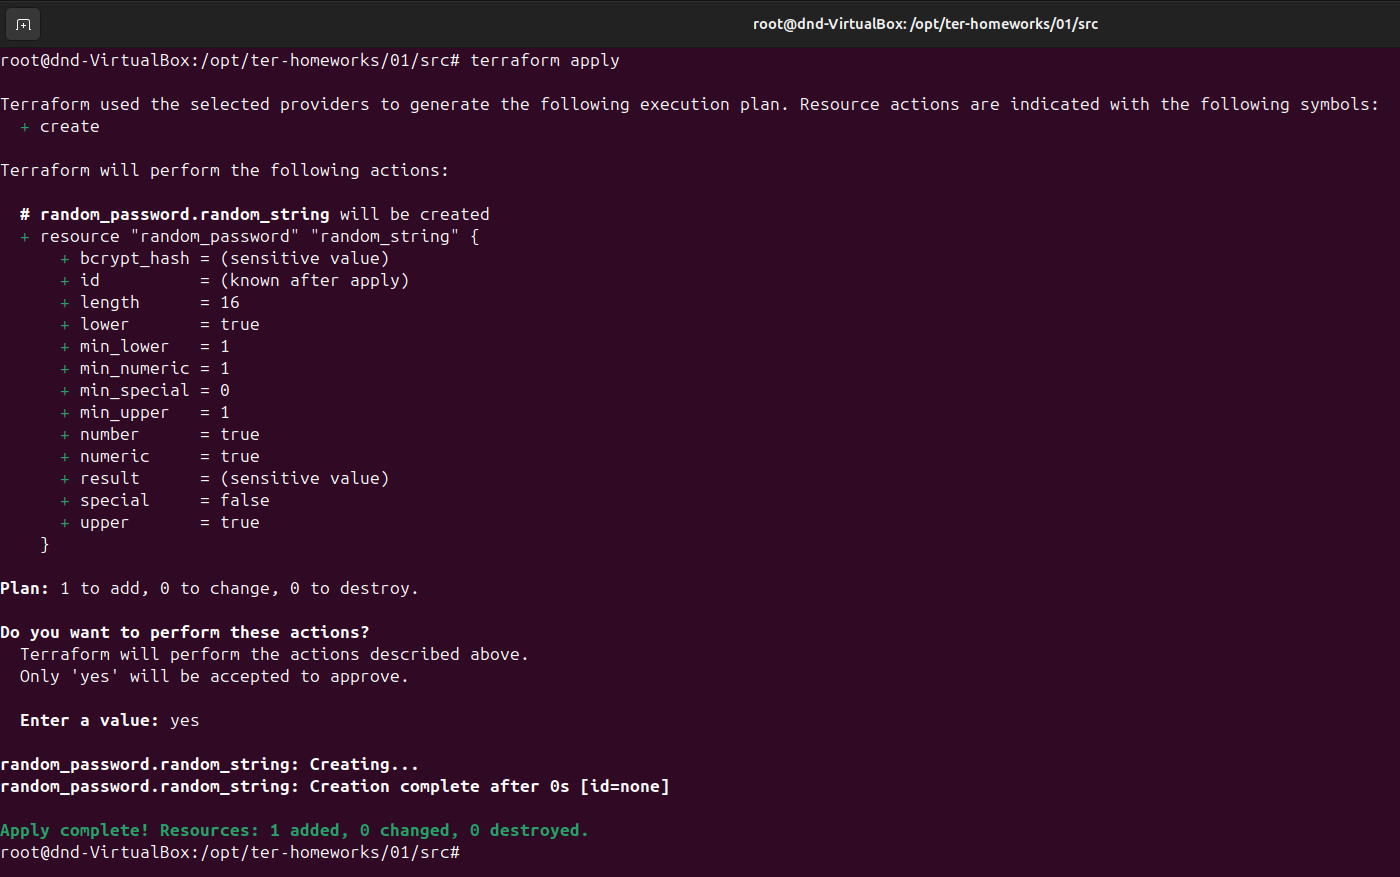 root@dnd-VirtualBox: /opt/ter-homeworks/01/src
root@dnd-VirtualBox:/opt/ter-homeworks/01/src# terraform apply
Terraform used the selected providers to generate the following execution plan. Resource actions are indicated with the following symbols:
  + create
Terraform will perform the following actions:
  # random_password.random_string will be created
  + resource "random_password" "random_string" {
      + bcrypt_hash = (sensitive value)
      + id          = (known after apply)
      + length      = 16
      + lower       = true
      + min_lower   = 1
      + min_numeric = 1
      + min_special = 0
      + min_upper   = 1
      + number      = true
      + numeric     = true
      + result      = (sensitive value)
      + special     = false
      + upper       = true
    }
Plan: 1 to add, 0 to change, 0 to destroy.
Do you want to perform these actions?
  Terraform will perform the actions described above.
  Only 'yes' will be accepted to approve.
  Enter a value: yes
random_password.random_string: Creating...
random_password.random_string: Creation complete after 0s [id=none]
Apply complete! Resources: 1 added, 0 changed, 0 destroyed.
root@dnd-VirtualBox:/opt/ter-homeworks/01/src#